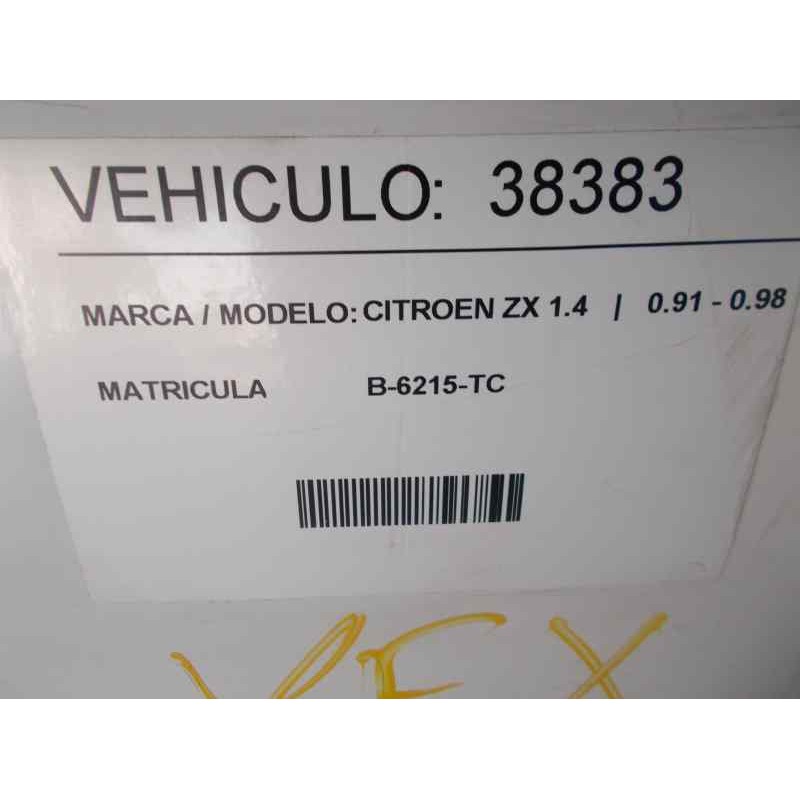 VEHICULO: 38383
MARCA / MODELO: CITROEN ZX 1.4 | 0.91 - 0.98
MATRICULA B-6215-TC